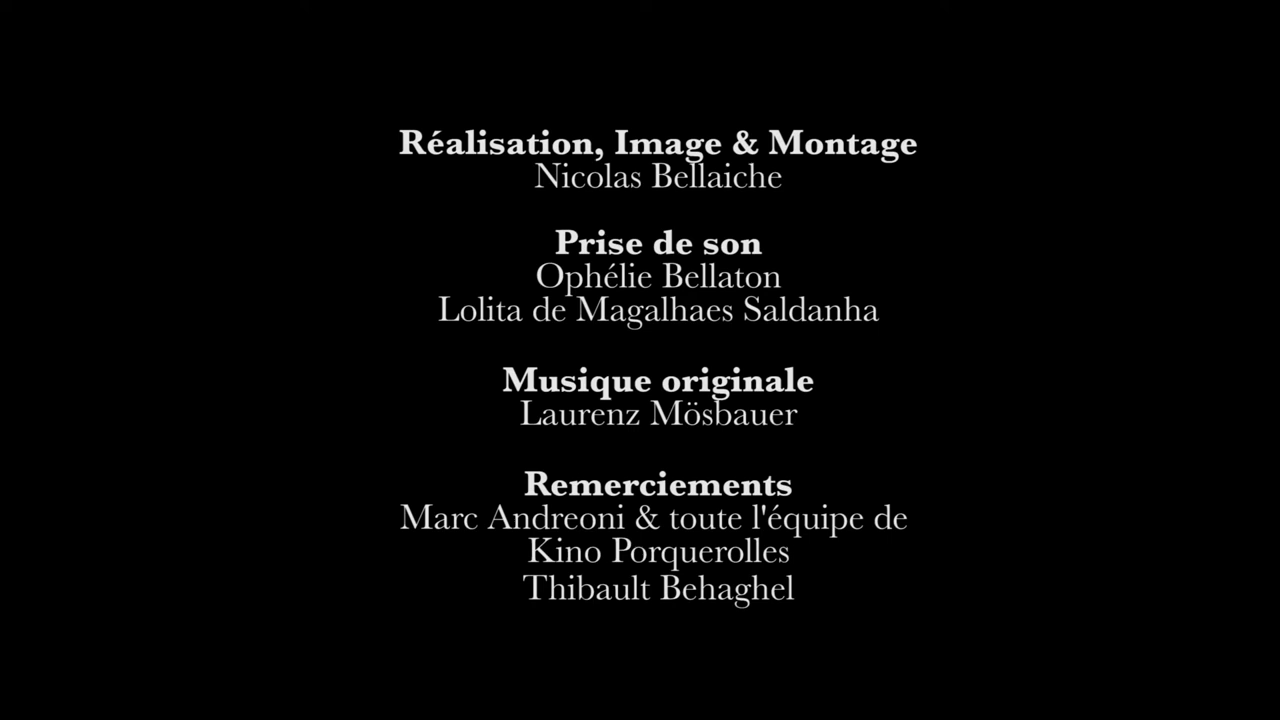 Réalisation, Image & Montage
Nicolas Bellaiche
Prise de son
Ophélie Bellaton
Lolita de Magalhaes Saldanha
Musique originale
Laurenz Mösbauer
Remerciements
Marc Andreoni & toute l'équipe de
Kino Porquerolles
Thibault Behaghel